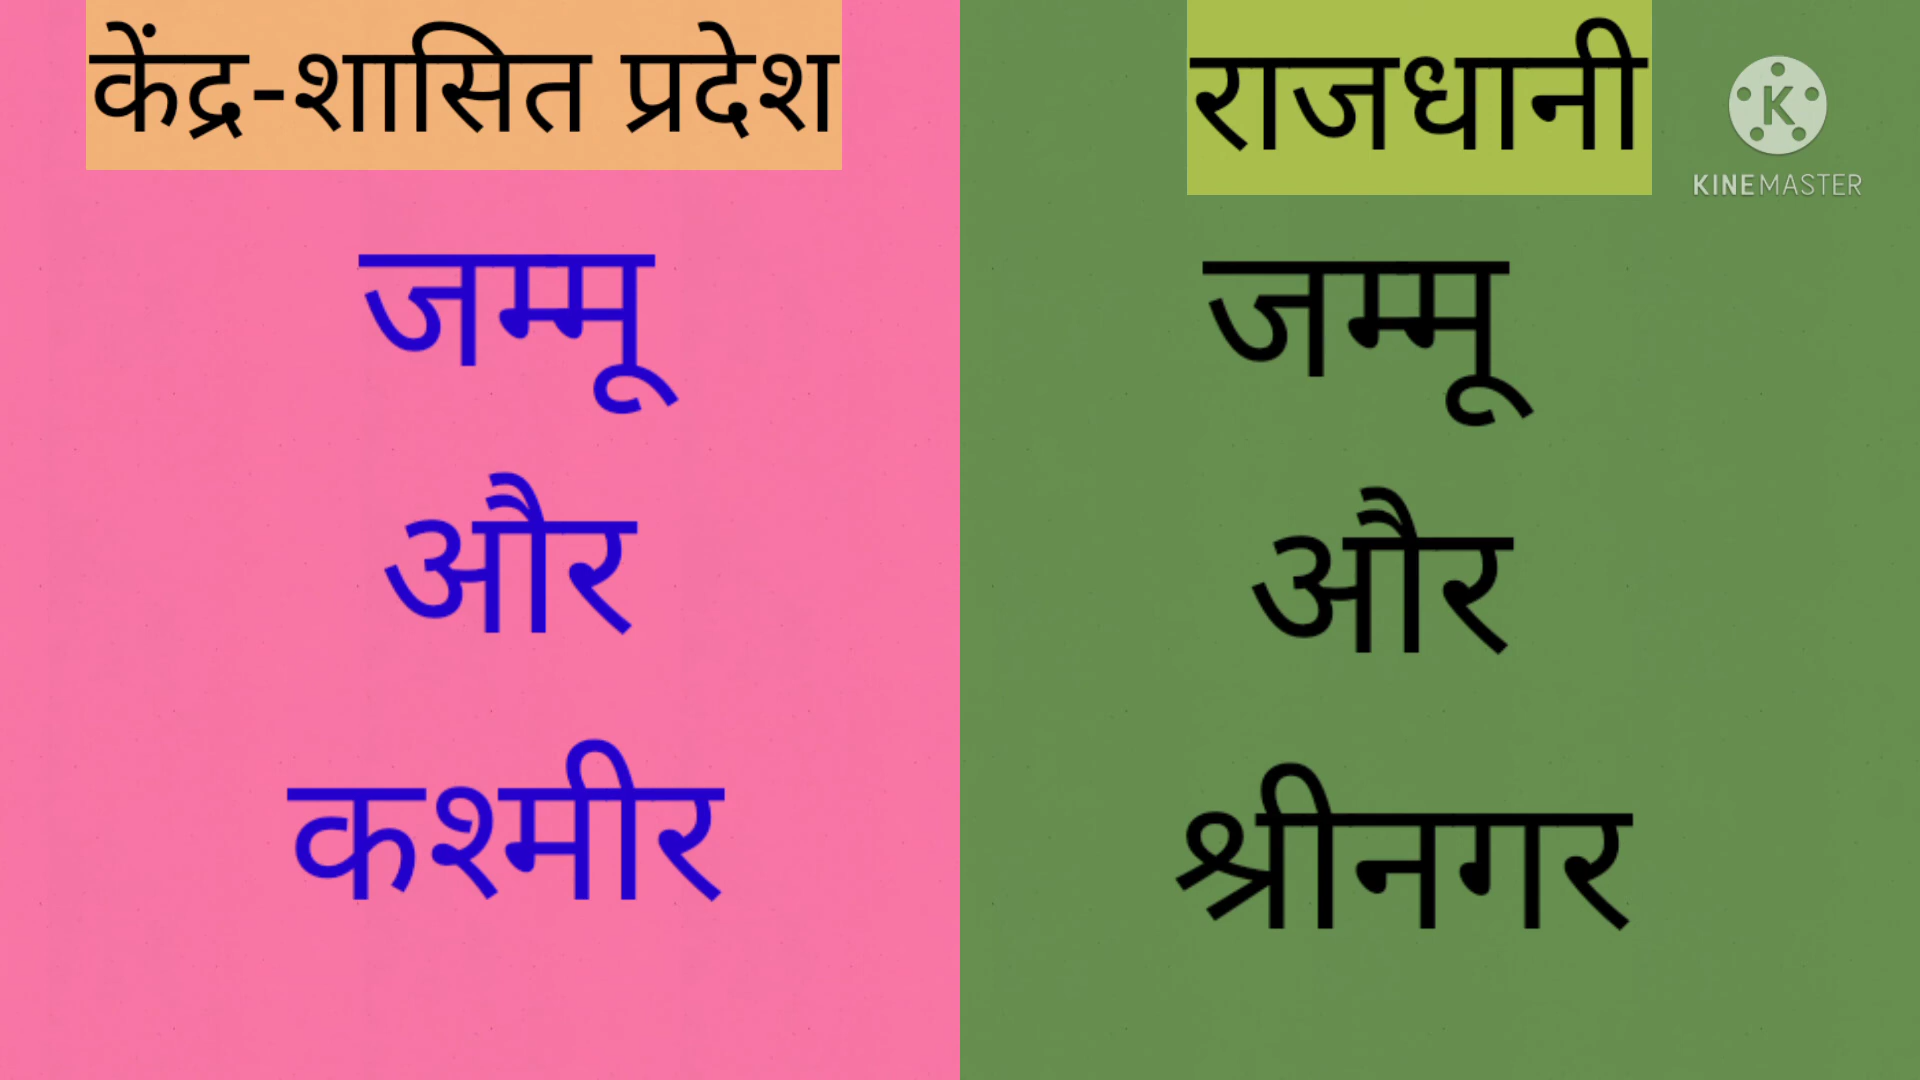 केंद्र-शासित प्रदेश
जम्मू
और
कश्मीर
राजधानी
जम्मू
और
श्रीनगर
K
KINEMASTER